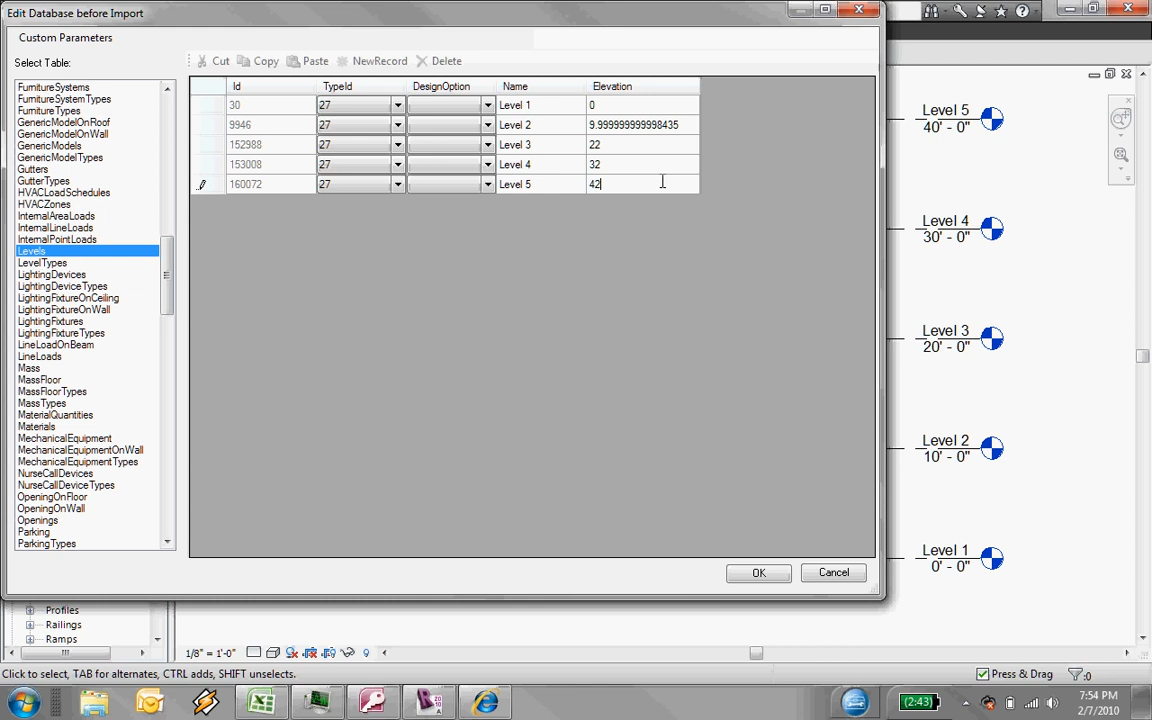 Edit Database before Import
Custom Parameters
Select Table:
Cut Copy Paste NewRecord Delete
FurnitureSystems
FurnitureSystemTypes
FurnitureTypes
GenericModelOnRoof
GenericModelOnWall
GenericModels
GenericModelTypes
Gutters
GutterTypes
HVACLoadSchedules
HVACZones
InternalAreaLoads
InternalLineLoads
InternalPointLoads
Levels
LevelTypes
LightingDevices
LightingDeviceTypes
LightingFixtureOnCeiling
LightingFixtureOnWall
LightingFixtures
LightingFixtureTypes
LineLoadOnBeam
LineLoads
Mass
MassFloor
MassFloorTypes
MassTypes
MaterialQuantities
Materials
MechanicalEquipment
MechanicalEquipmentOnWall
MechanicalEquipmentTypes
NurseCallDevices
NurseCallDeviceTypes
OpeningOnFloor
OpeningOnWall
Openings
Parking
ParkingTypes
Id TypeId DesignOption Name Elevation
30 27 Level 1 0
9946 27 Level 2 9.999999999998435
152988 27 Level 3 22
153008 27 Level 4 32
160072 27 Level 5 42
OK Cancel
Level 5
40' - 0"
Level 4
30' - 0"
Level 3
20' - 0"
Level 2
10' - 0"
Level 1
0' - 0"
Profiles
Railings
Ramps
1/8" = 1'-0"
Click to select, TAB for alternates, CTRL adds, SHIFT unselects.
Press & Drag
:0
(2:43)
7:54 PM
2/7/2010